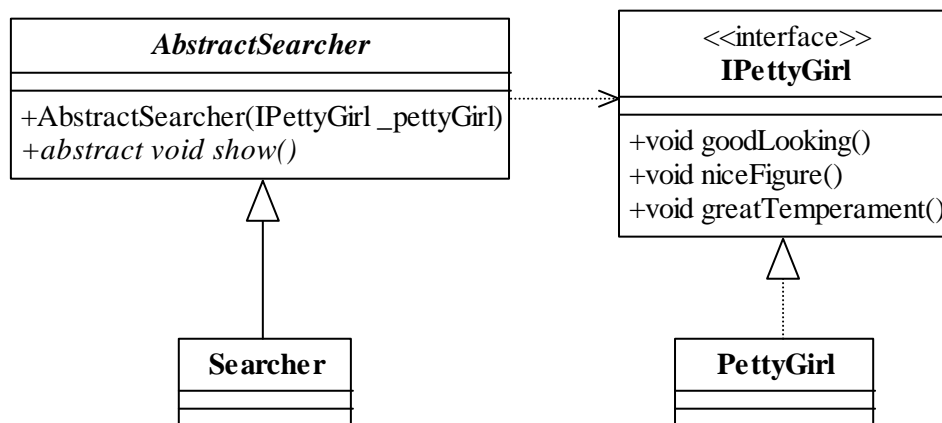 AbstractSearcher
+AbstractSearcher(IPettyGirl _pettyGirl)
+abstract void show()
<<interface>>
IPettyGirl
+void goodLooking()
+void niceFigure()
+void greatTemperament()
Searcher
PettyGirl